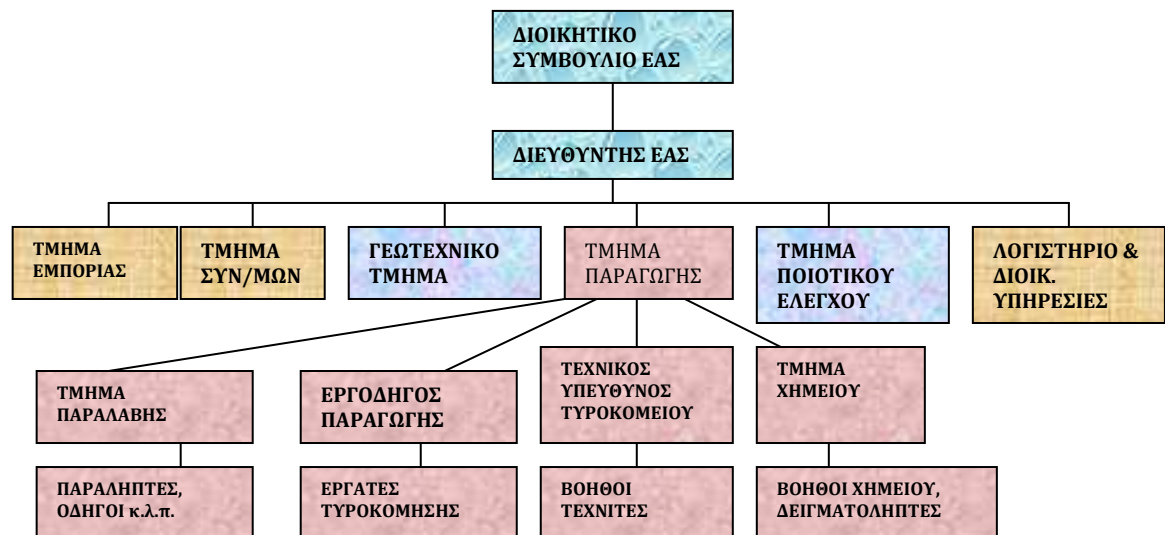 ΔΙΟΙΚΗΤΙΚΟ
ΣΥΜΒΟΥΛΙΟ ΕΑΣ
ΔΙΕΥΘΥΝΤΗΣ ΕΑΣ
ΤΜΗΜΑ
ΕΜΠΟΡΙΑΣ
ΤΜΗΜΑ
ΣΥΝ/ΜΩΝ
ΓΕΩΤΕΧΝΙΚΟ
ΤΜΗΜΑ
ΤΜΗΜΑ
ΠΑΡΑΓΩΓΗΣ
ΤΜΗΜΑ
ΠΟΙΟΤΙΚΟΥ
ΕΛΕΓΧΟΥ
ΛΟΓΙΣΤΗΡΙΟ &
ΔΙΟΙΚ.
ΥΠΗΡΕΣΙΕΣ
ΤΜΗΜΑ
ΠΑΡΑΛΑΒΗΣ
ΕΡΓΟΔΗΓΟΣ
ΠΑΡΑΓΩΓΗΣ
ΤΕΧΝΙΚΟΣ
ΥΠΕΥΘΥΝΟΣ
ΤΥΡΟΚΟΜΕΙΟΥ
ΤΜΗΜΑ
ΧΗΜΕΙΟΥ
ΠΑΡΑΛΗΠΤΕΣ,
ΟΔΗΓΟΙ κ.λ.π.
ΕΡΓΑΤΕΣ
ΤΥΡΟΚΟΜΗΣΗΣ
ΒΟΗΘΟΙ
ΤΕΧΝΙΤΕΣ
ΒΟΗΘΟΙ ΧΗΜΕΙΟΥ,
ΔΕΙΓΜΑΤΟΛΗΠΤΕΣ